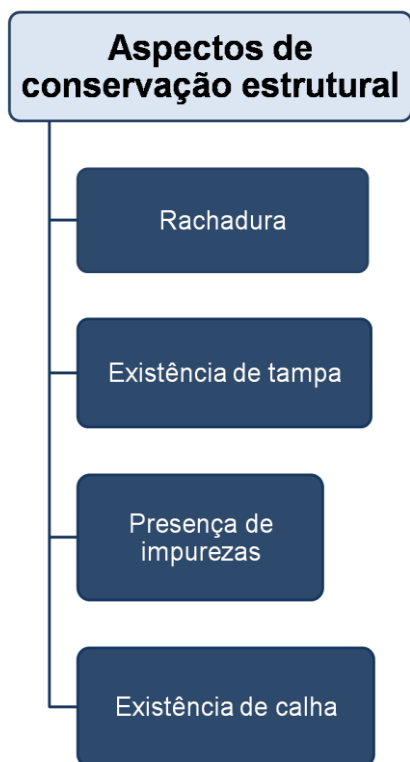 Aspectos de
conservação estrutural
Rachadura
Existência de tampa
Presença de
impurezas
Existência de calha